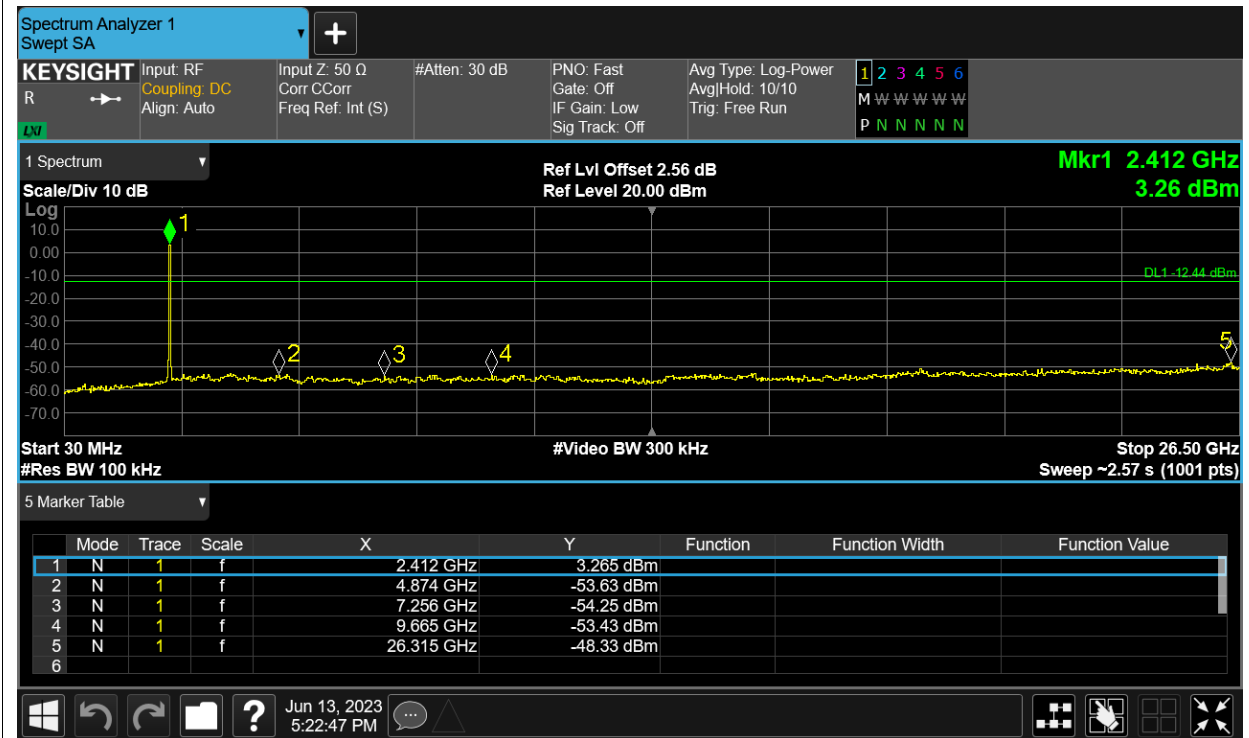 Spectrum Analyzer 1
Swept SA
+
KEYSIGHT Input: RF Input Z: 50 Ω #Atten: 30 dB PNO: Fast Avg Type: Log-Power 1 2 3 4 5 6
R Coupling: DC Corr CCorr Gate: Off Avg|Hold: 10/10 M W W W W W
Align: Auto Freq Ref: Int (S) IF Gain: Low Trig: Free Run
LXI Sig Track: Off P N N N N N
1 Spectrum Ref Lvl Offset 2.56 dB Mkr1 2.412 GHz
Scale/Div 10 dB Ref Level 20.00 dBm 3.26 dBm
Log
10.0 1
0.00
-10.0 DL1 -12.44 dBm
-20.0
-30.0
-40.0 2 3 4 5
-50.0
-60.0
-70.0
Start 30 MHz #Video BW 300 kHz Stop 26.50 GHz
#Res BW 100 kHz Sweep ~2.57 s (1001 pts)
5 Marker Table
Mode Trace Scale X Y Function Function Width Function Value
1 N 1 f 2.412 GHz 3.265 dBm
2 N 1 f 4.874 GHz -53.63 dBm
3 N 1 f 7.256 GHz -54.25 dBm
4 N 1 f 9.665 GHz -53.43 dBm
5 N 1 f 26.315 GHz -48.33 dBm
6
? Jun 13, 2023
5:22:47 PM